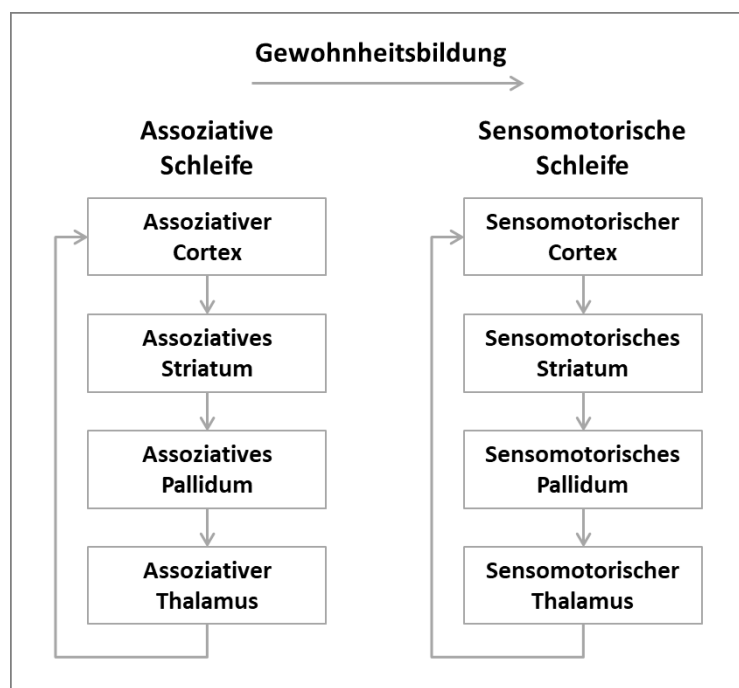 Gewohnheitsbildung
Assoziative
Schleife
Assoziativer
Cortex
Assoziatives
Striatum
Assoziatives
Pallidum
Assoziativer
Thalamus
Sensomotorische
Schleife
Sensomotorischer
Cortex
Sensomotorisches
Striatum
Sensomotorisches
Pallidum
Sensomotorischer
Thalamus